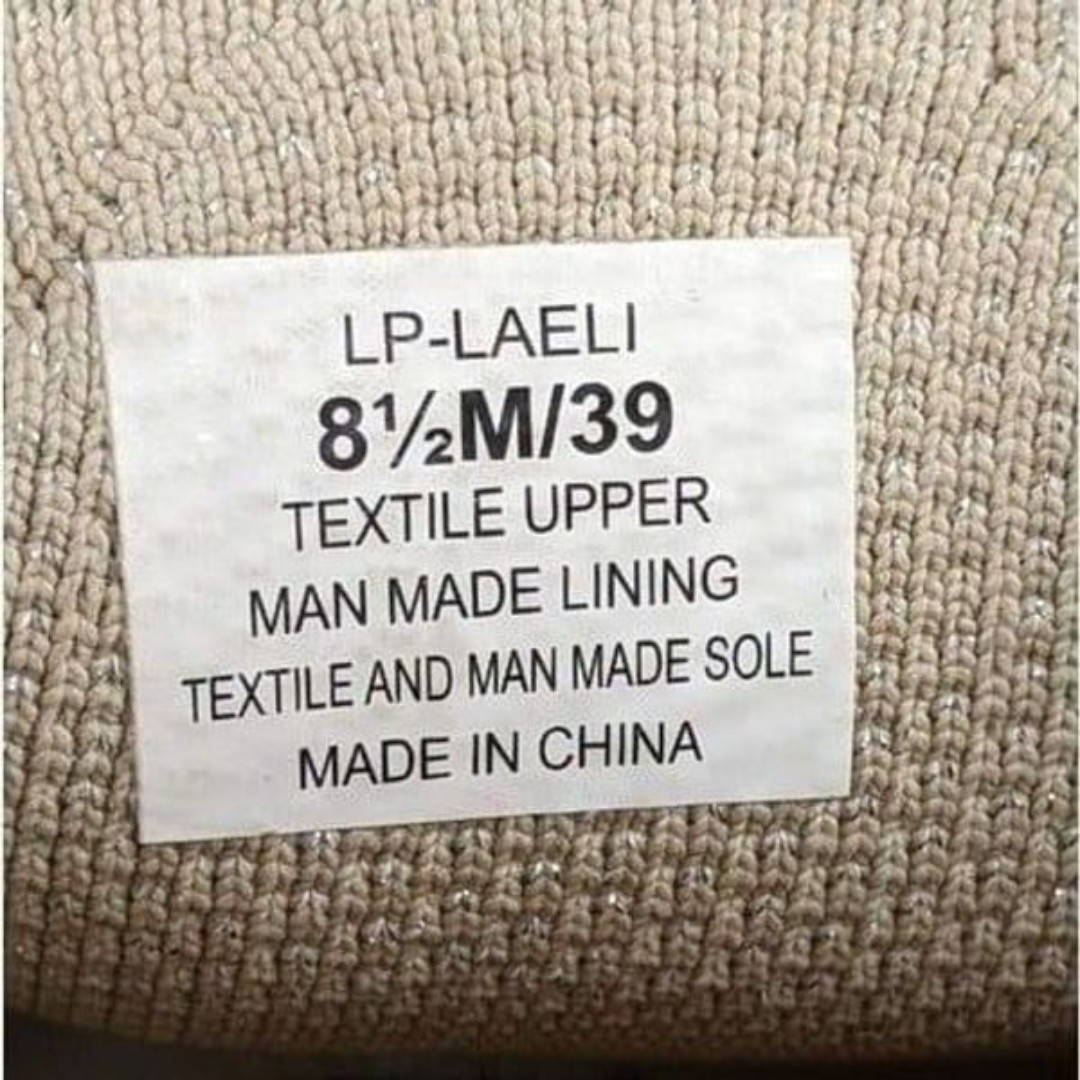 LP-LAELI
8½M/39
TEXTILE UPPER
MAN MADE LINING
TEXTILE AND MAN MADE SOLE
MADE IN CHINA